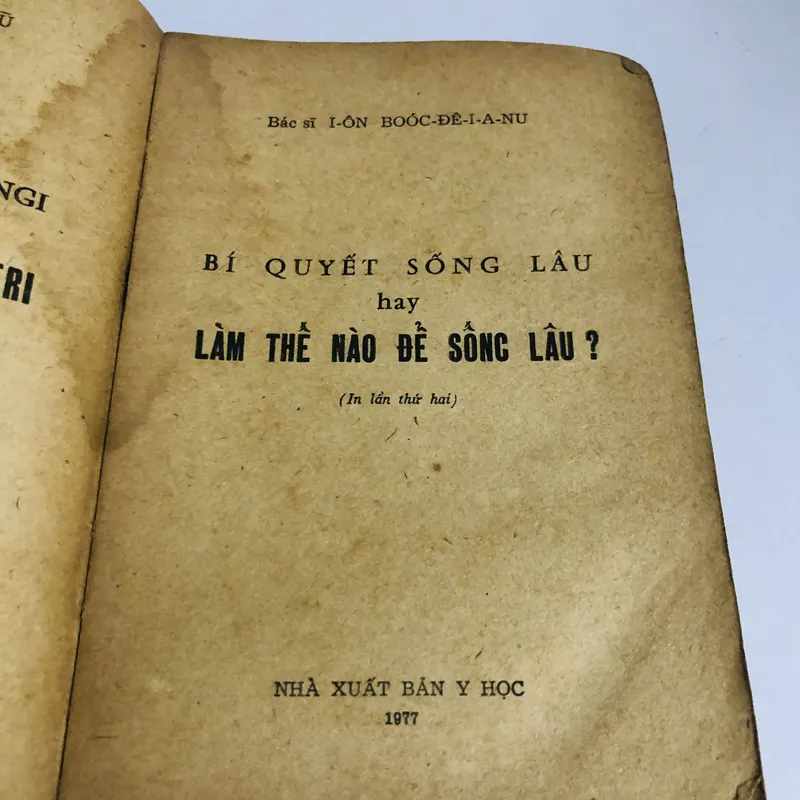 Ù
NGI
TRI
Bác sĩ I-ÔN BOÓC-ĐÊ-I-A-NU
BÍ QUYẾT SỐNG LÂU
hay
LÀM THẾ NÀO ĐỂ SỐNG LÂU ?
(In lần thứ hai)
NHÀ XUẤT BẢN Y HỌC
1977